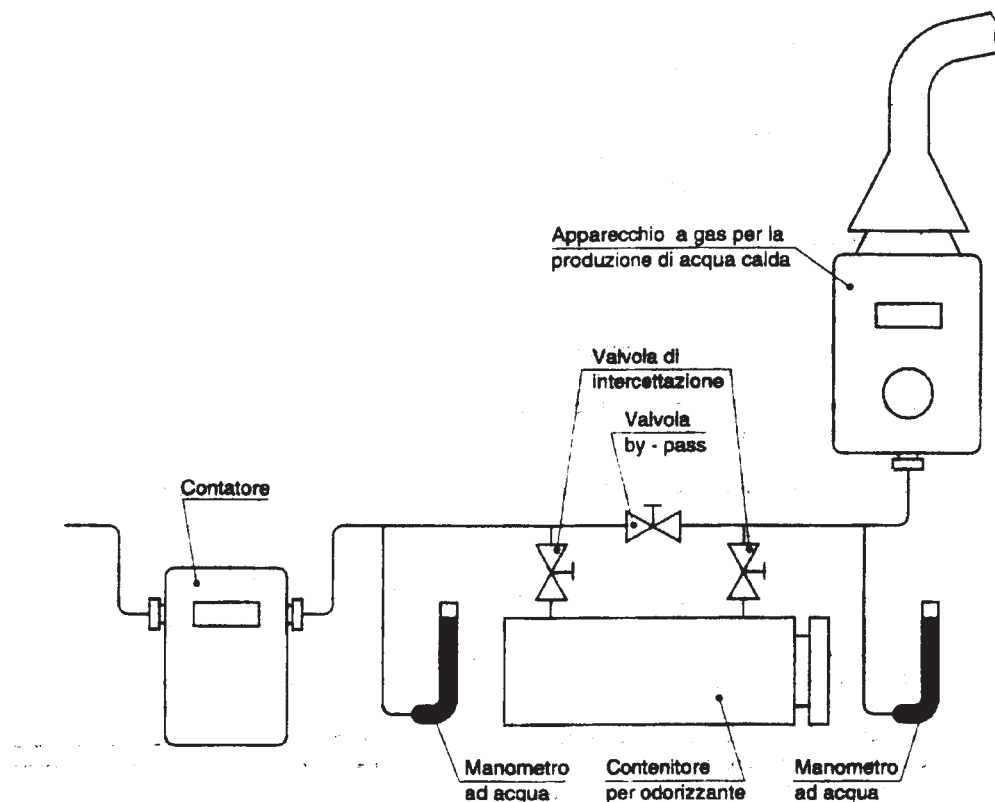 Apparecchio a gas per la
produzione di acqua calda
Valvola di
intercettazione
Valvola
by - pass
Contatore
Manometro
ad acqua
Contenitore
per odorizzante
Manometro
ad acqua